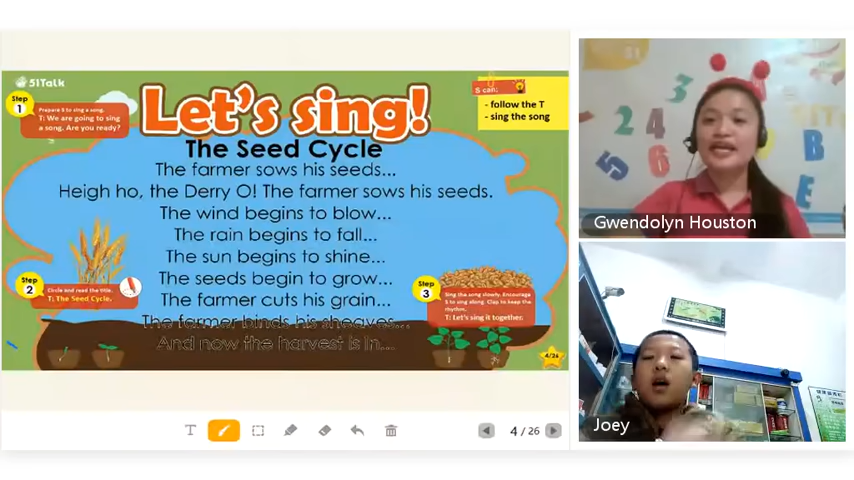 51Talk
Step
1
Prepare S to sing a song.
T: We are going to sing
a song. Are you ready?
Let's sing!
S can:
- follow the T
- sing the song
The Seed Cycle
The farmer sows his seeds...
Heigh ho, the Derry O! The farmer sows his seeds.
The wind begins to blow...
The rain begins to fall...
The sun begins to shine...
The seeds begin to grow...
The farmer cuts his grain...
The farmer binds his sheaves...
And now the harvest is in...
Step
2
Circle and read the title.
T: The Seed Cycle.
Step
3
Sing the song slowly. Encourage
S to sing along. Clap to keep the
rhythm.
T: Let's sing it together.
4/26
T
4 / 26
3
2 4
5 6
B
E
Gwendolyn Houston
Joey